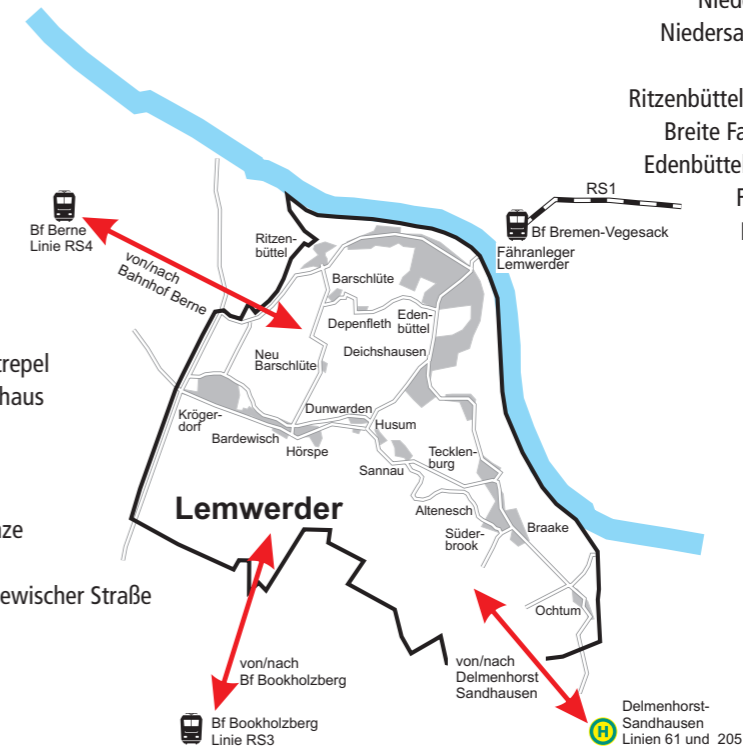 Niede
Niedersa
Ritzenbüttel
Breite Fa
Edenbüttel
RS1
F
Bf Bremen-Vegesack
Fähranleger
Lemwerder
Bf Berne
Linie RS4
von/nach
Bahnhof Berne
Ritzen-
büttel
Barschlüte
Depenfleth
Eden-
büttel
Deichshausen
Neu
Barschlüte
trepel
haus
Kröger-
dorf
Bardewisch
Dunwarden
Hörspe
Husum
Sannau
Tecklen-
burg
Altenesch
Süder-
brook
Braake
Ochtum
Lemwerder
ze
ewischer Straße
von/nach
Bf Bookholzberg
Bf Bookholzberg
Linie RS3
von/nach
Delmenhorst
Sandhausen
H
Delmenhorst-
Sandhausen
Linien 61 und 205